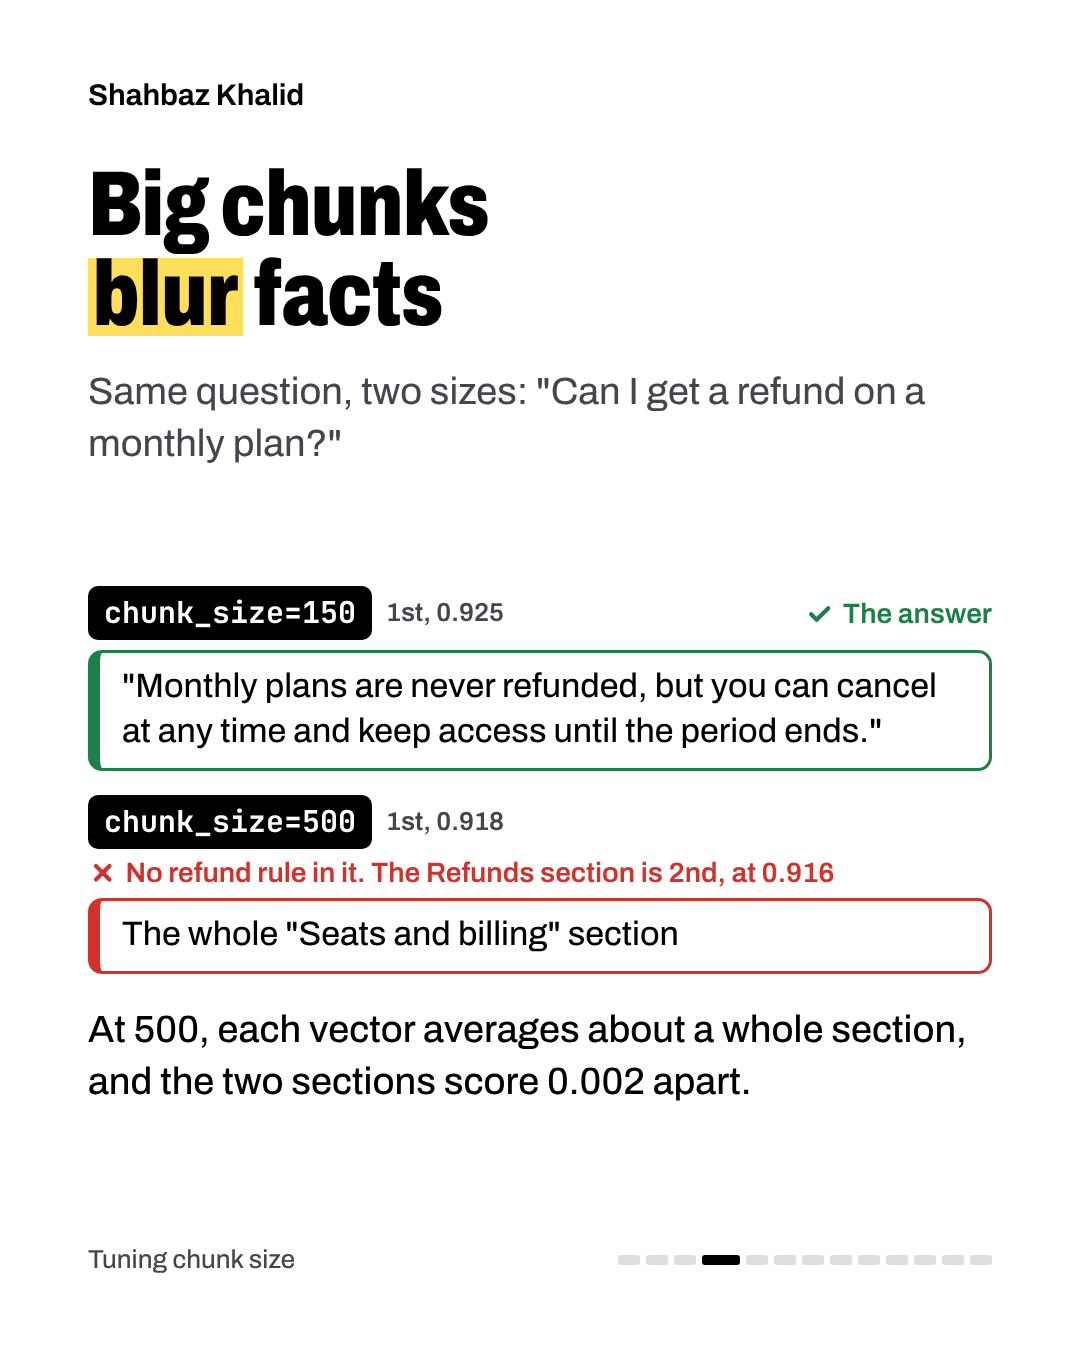 Shahbaz Khalid
Big chunks
blur facts
Same question, two sizes: "Can I get a refund on a
monthly plan?"
chunk_size=150 1st, 0.925 ✓ The answer
"Monthly plans are never refunded, but you can cancel
at any time and keep access until the period ends."
chunk_size=500 1st, 0.918
✕ No refund rule in it. The Refunds section is 2nd, at 0.916
The whole "Seats and billing" section
At 500, each vector averages about a whole section,
and the two sections score 0.002 apart.
Tuning chunk size